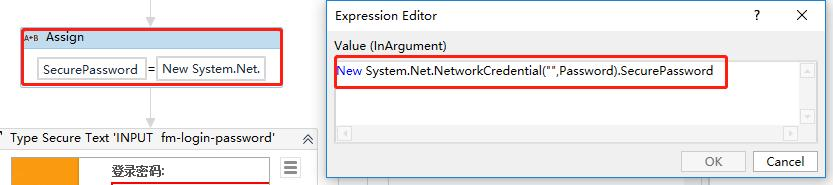 A+B Assign
SecurePassword = New System.Net.
Type Secure Text 'INPUT fm-login-password'
登录密码:
Expression Editor
Value (InArgument)
New System.Net.NetworkCredential("",Password).SecurePassword
OK
Cancel